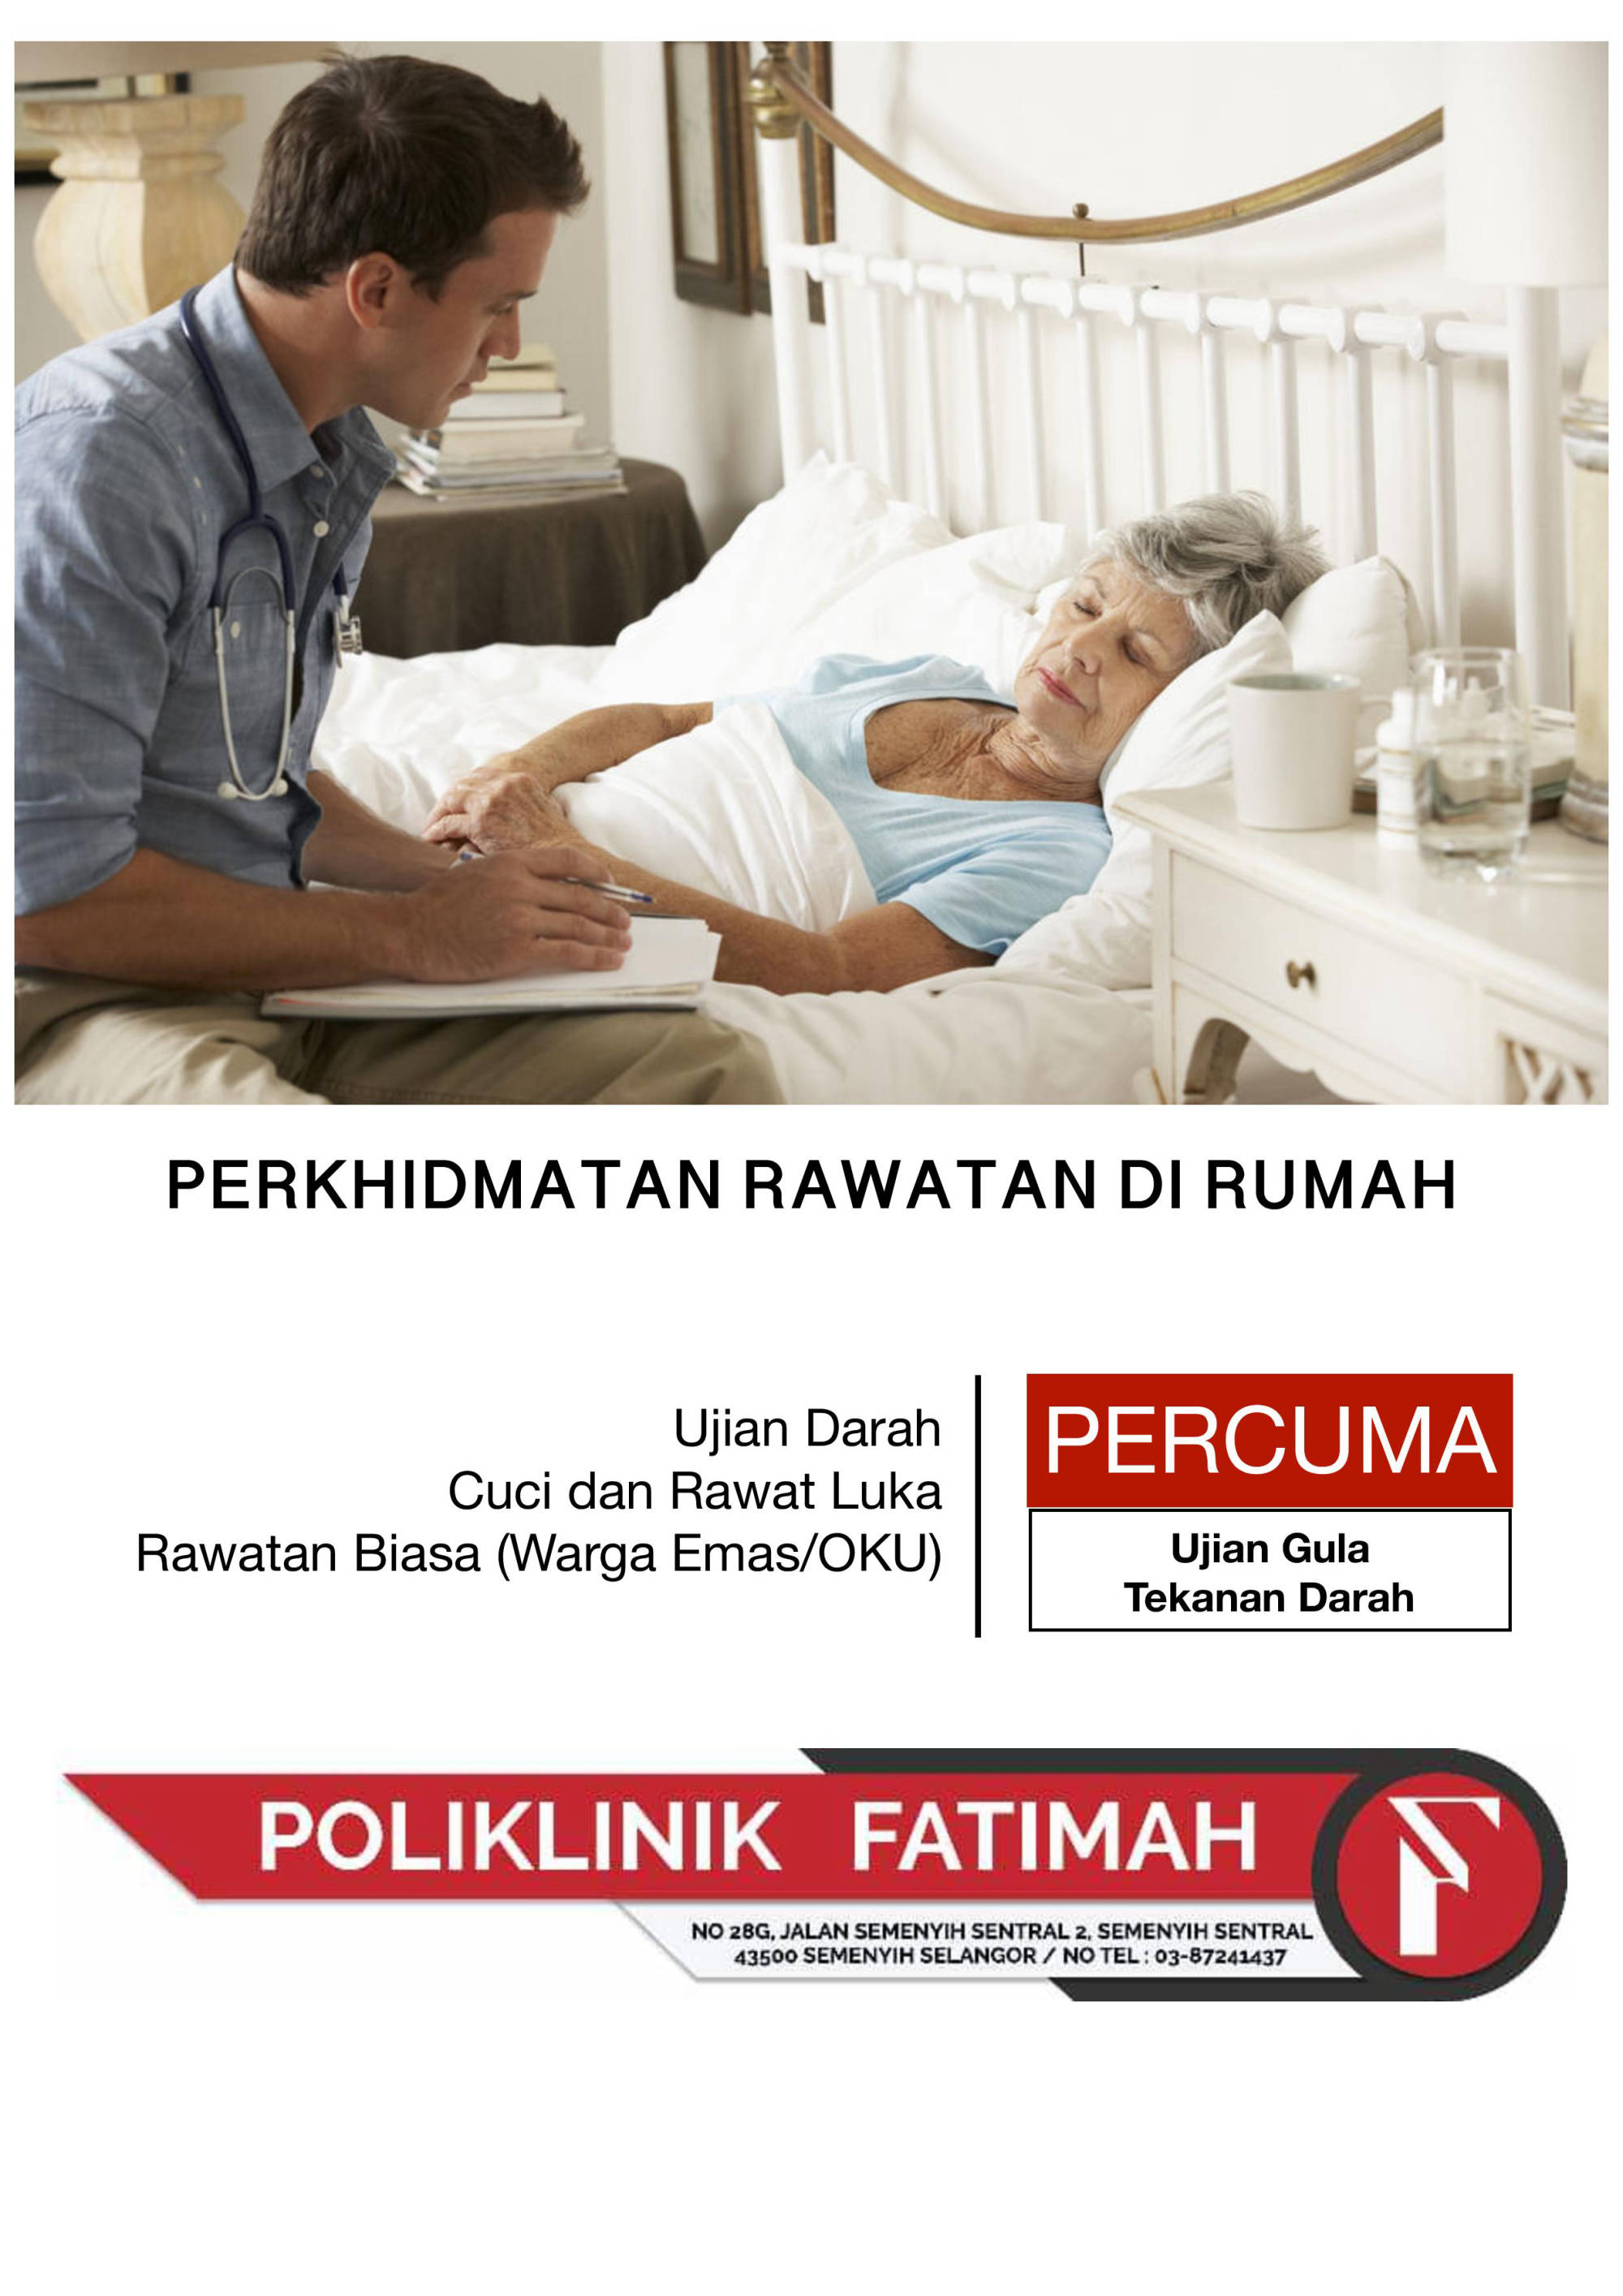 PERKHIDMATAN RAWATAN DI RUMAH
Ujian Darah
Cuci dan Rawat Luka
Rawatan Biasa (Warga Emas/OKU)
PERCUMA
Ujian Gula
Tekanan Darah
POLIKLINIK FATIMAH
NO 28G, JALAN SEMENYIH SENTRAL 2, SEMENYIH SENTRAL
43500 SEMENYIH SELANGOR / NO TEL : 03-87241437